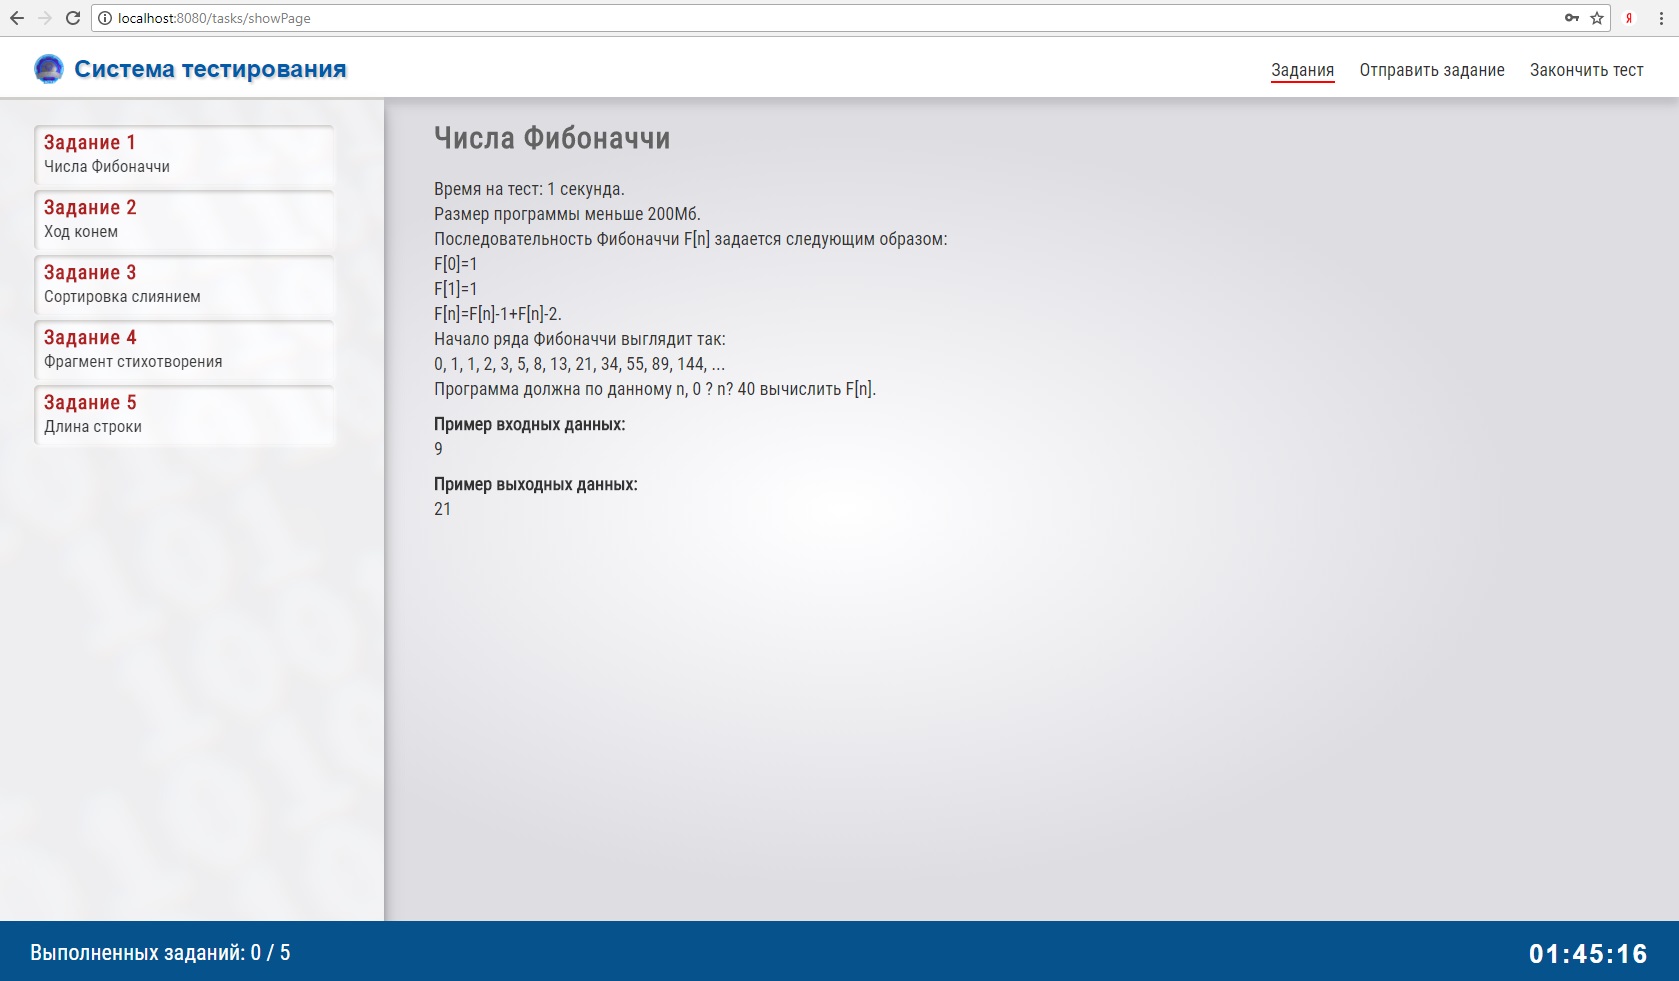 localhost:8080/tasks/showPage
Я
Система тестирования
Задания
Отправить задание
Закончить тест
Задание 1
Числа Фибоначчи
Задание 2
Ход конем
Задание 3
Сортировка слиянием
Задание 4
Фрагмент стихотворения
Задание 5
Длина строки
Числа Фибоначчи
Время на тест: 1 секунда.
Размер программы меньше 200Мб.
Последовательность Фибоначчи F[n] задается следующим образом:
F[0]=1
F[1]=1
F[n]=F[n]-1+F[n]-2.
Начало ряда Фибоначчи выглядит так:
0, 1, 1, 2, 3, 5, 8, 13, 21, 34, 55, 89, 144, ...
Программа должна по данному n, 0 ? n? 40 вычислить F[n].
Пример входных данных:
9
Пример выходных данных:
21
Выполненных заданий: 0 / 5
01:45:16